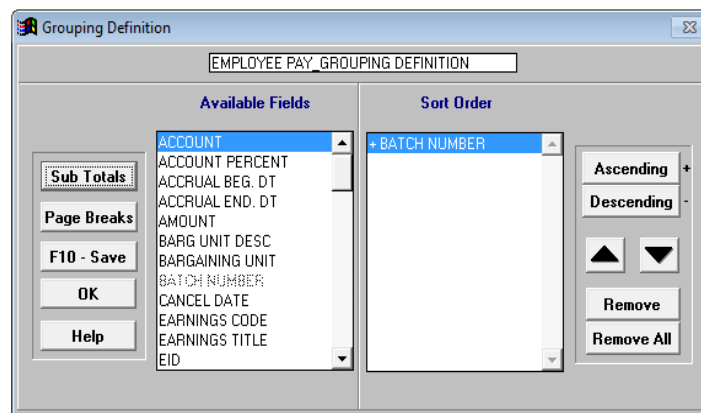 Grouping Definition
EMPLOYEE PAY_GROUPING DEFINITION
Available Fields
Sort Order
Sub Totals
Page Breaks
F10 - Save
OK
Help
ACCOUNT
ACCOUNT PERCENT
ACCRUAL BEG. DT
ACCRUAL END. DT
AMOUNT
BARG UNIT DESC
BARGAINING UNIT
BATCH NUMBER
CANCEL DATE
EARNINGS CODE
EARNINGS TITLE
EID
+ BATCH NUMBER
Ascending +
Descending -
Remove
Remove All